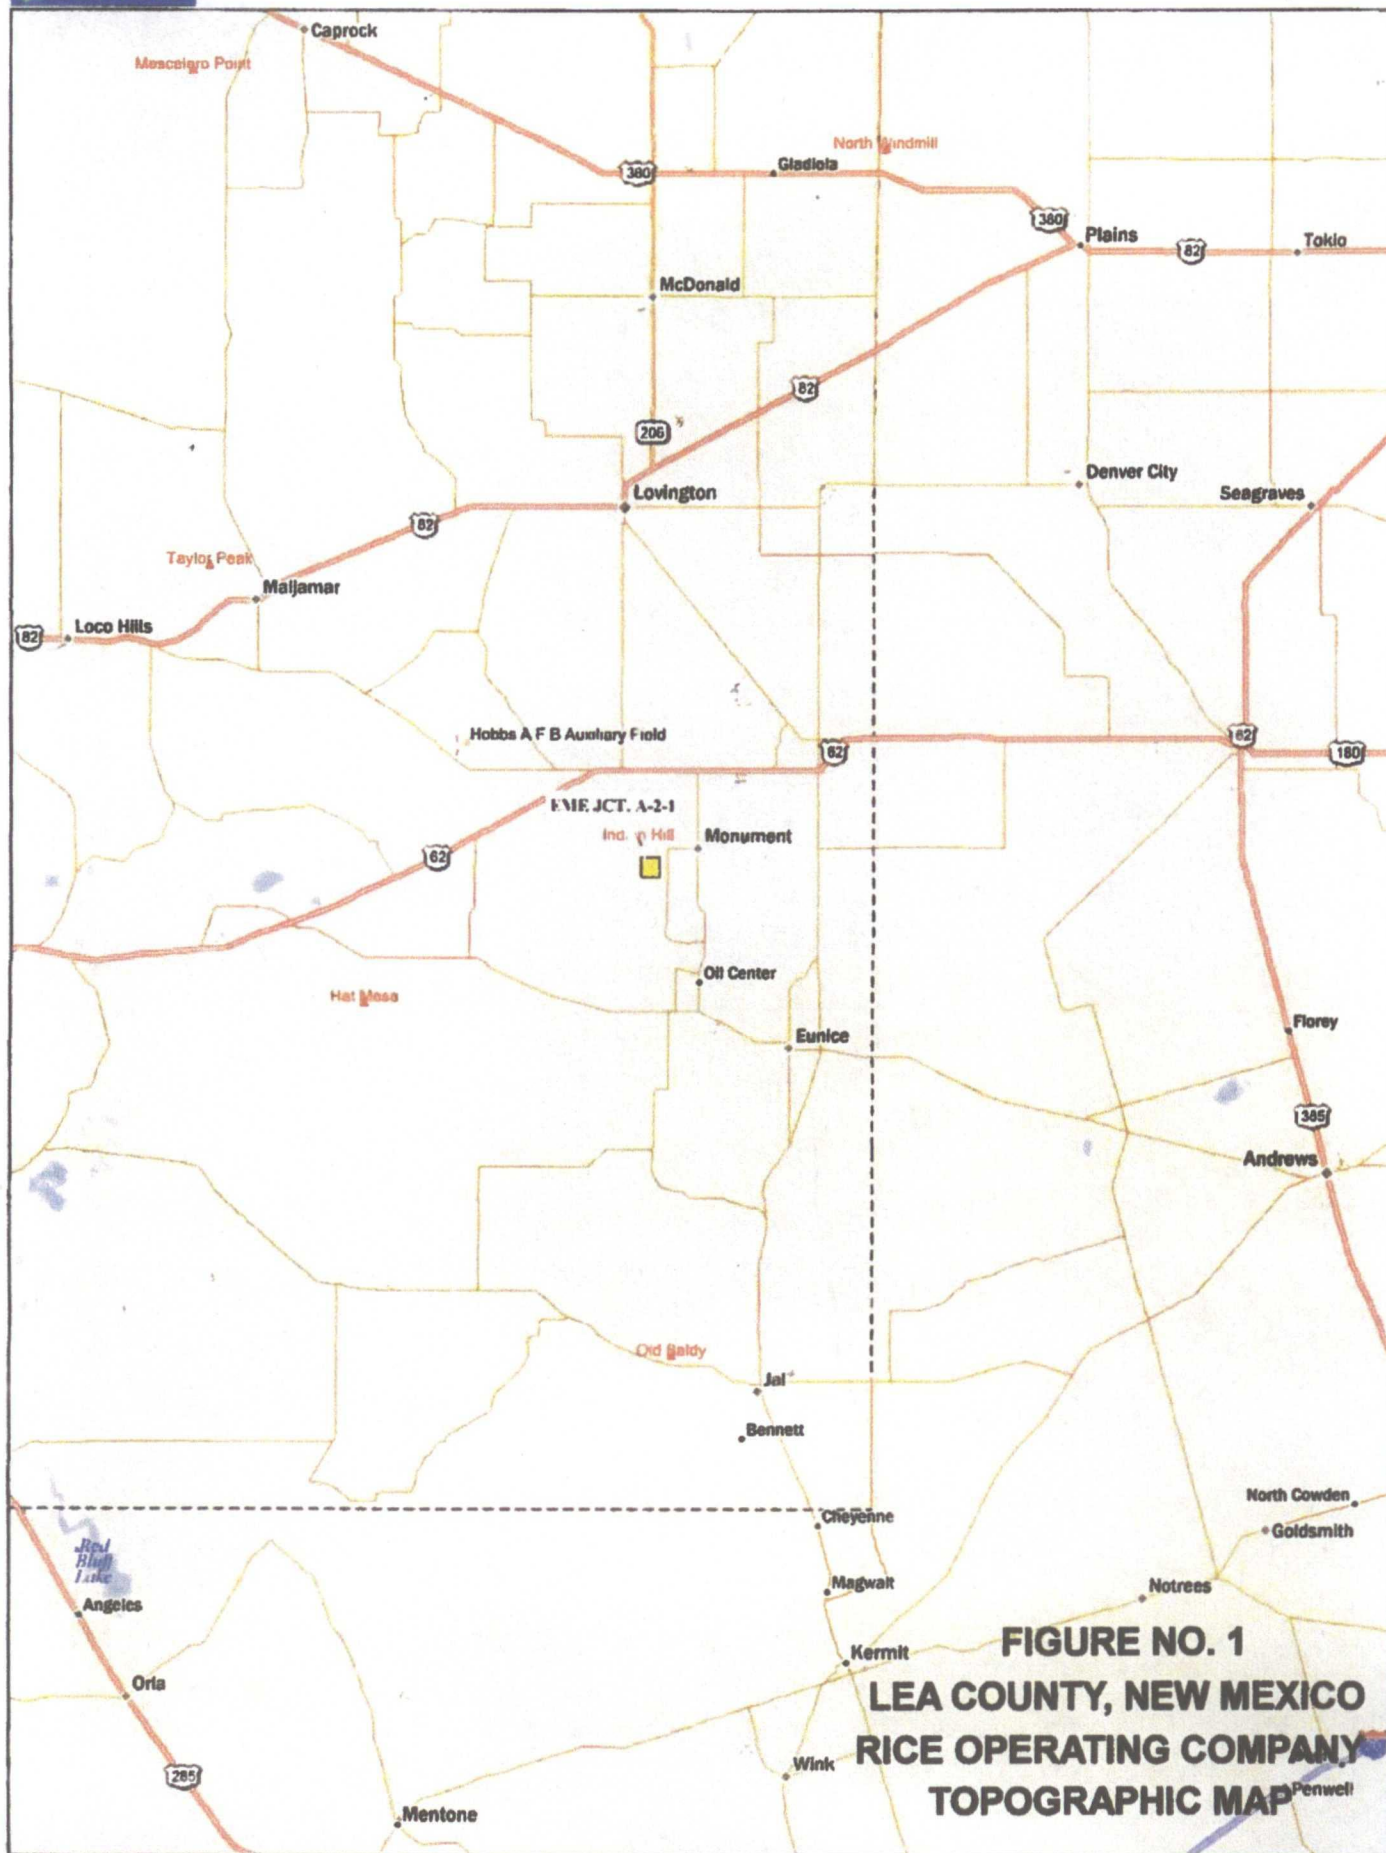 Caprock
Mescalero Point
North Windmill
380
Gladiola
380
Plains
82
Tokio
McDonald
82
206
Denver City
Lovington
Seagraves
82
Taylor Peak
Maljamar
82
Loco Hills
Hobbs A F B Auxiliary Field
62
62
180
EME JCT. A-2-1
Hill
Monument
62
Oil Center
Hat Mesa
Florey
Eunice
385
Andrews
Old Baldy
Jal
Bennett
North Cowden
Cheyenne
Goldsmith
Red
Bluff
Lake
Magwalt
Notrees
Angeles
FIGURE NO. 1
Kermit
LEA COUNTY, NEW MEXICO
Orla
RICE OPERATING COMPANY
Wink
285
TOPOGRAPHIC MAP
Penwell
Mentone